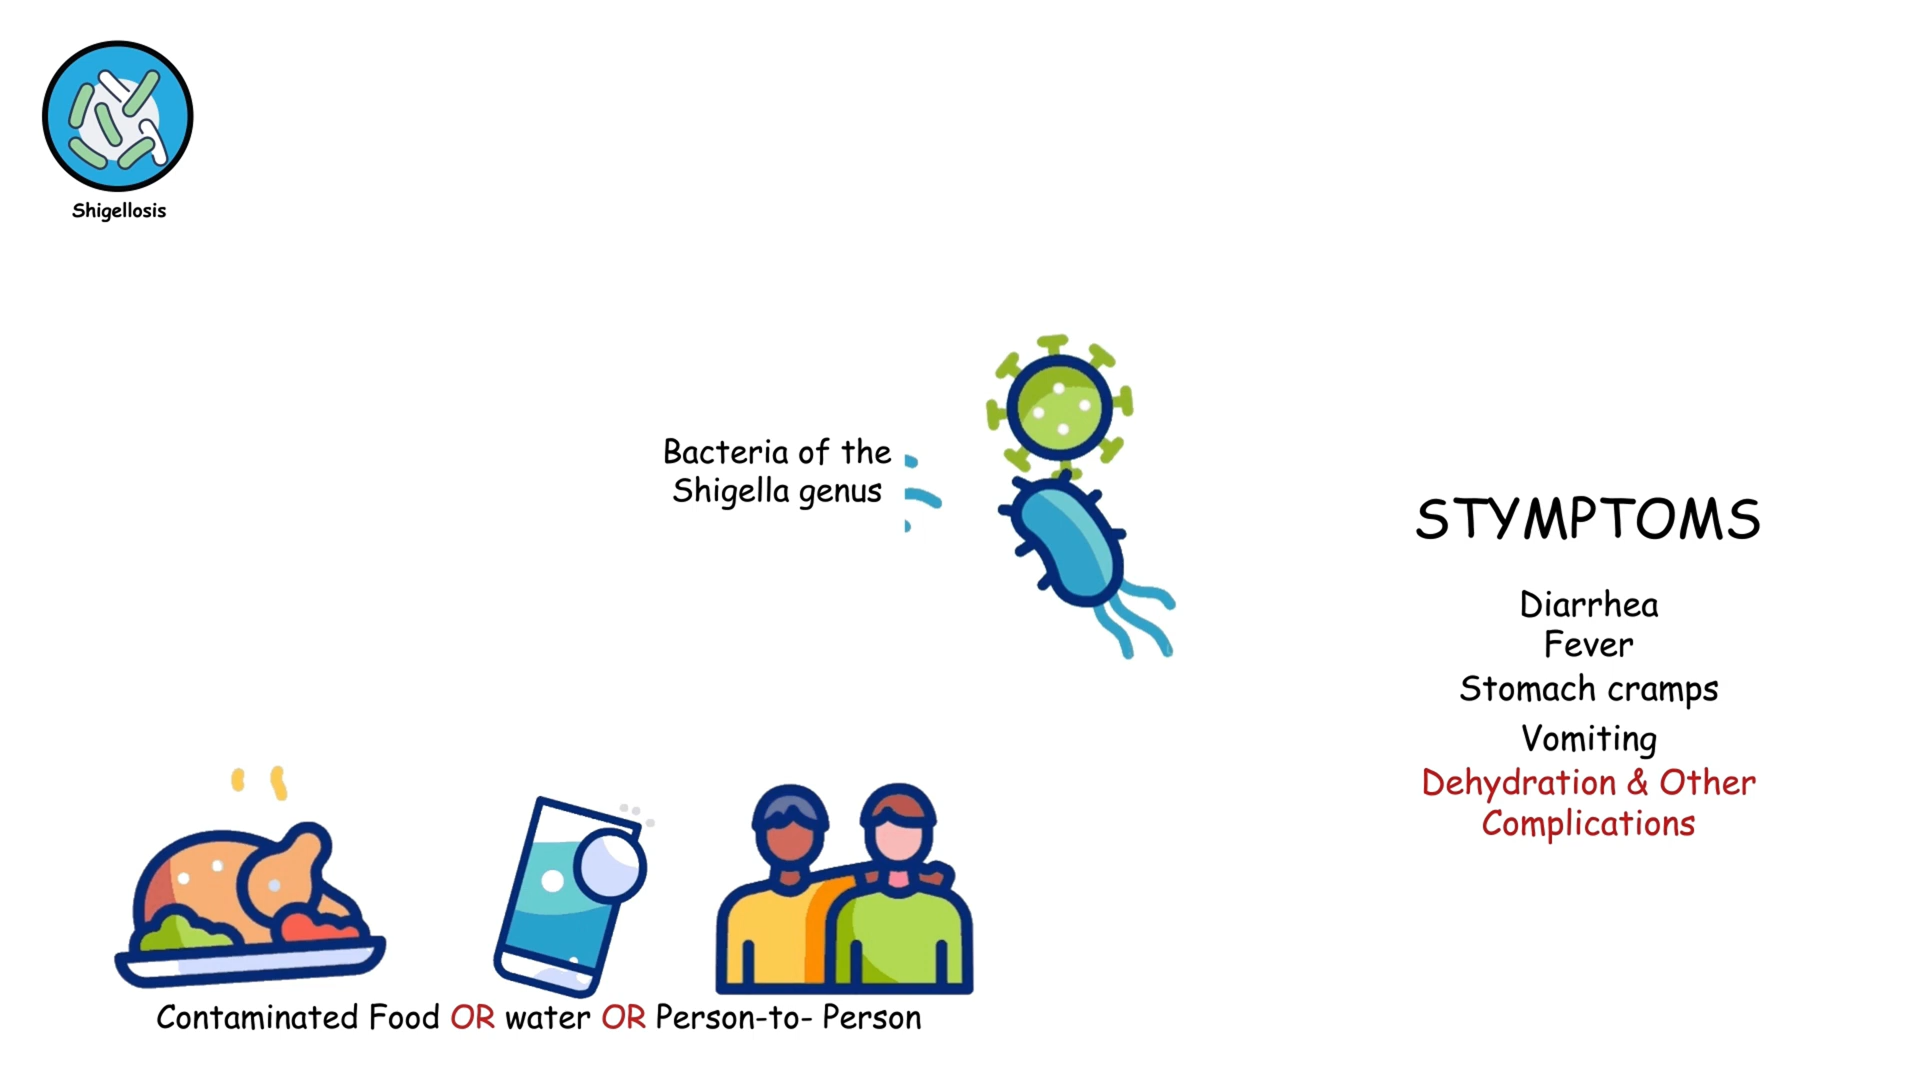 Shigellosis
Bacteria of the
Shigella genus
STYMPTOMS
Diarrhea
Fever
Stomach cramps
Vomiting
Dehydration & Other
Complications
Contaminated Food OR water OR Person-to- Person